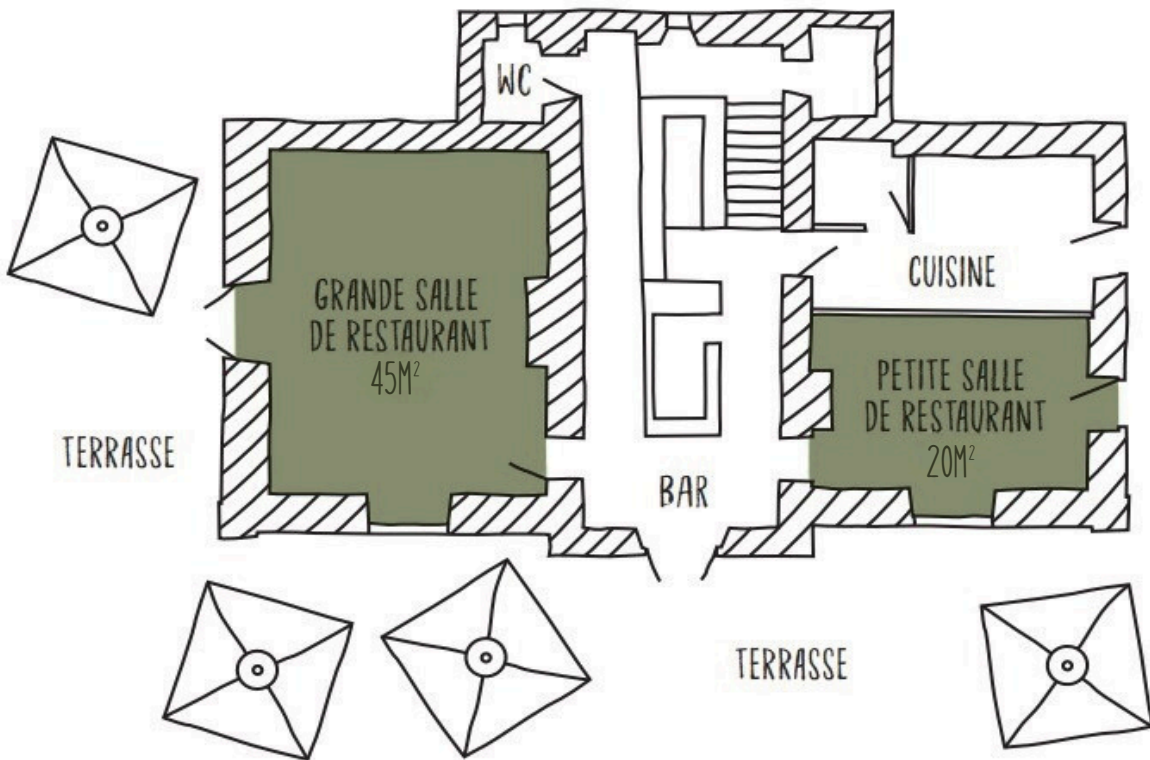 WC
GRANDE SALLE
DE RESTAURANT
45M²
CUISINE
PETITE SALLE
DE RESTAURANT
20M²
TERRASSE
BAR
TERRASSE